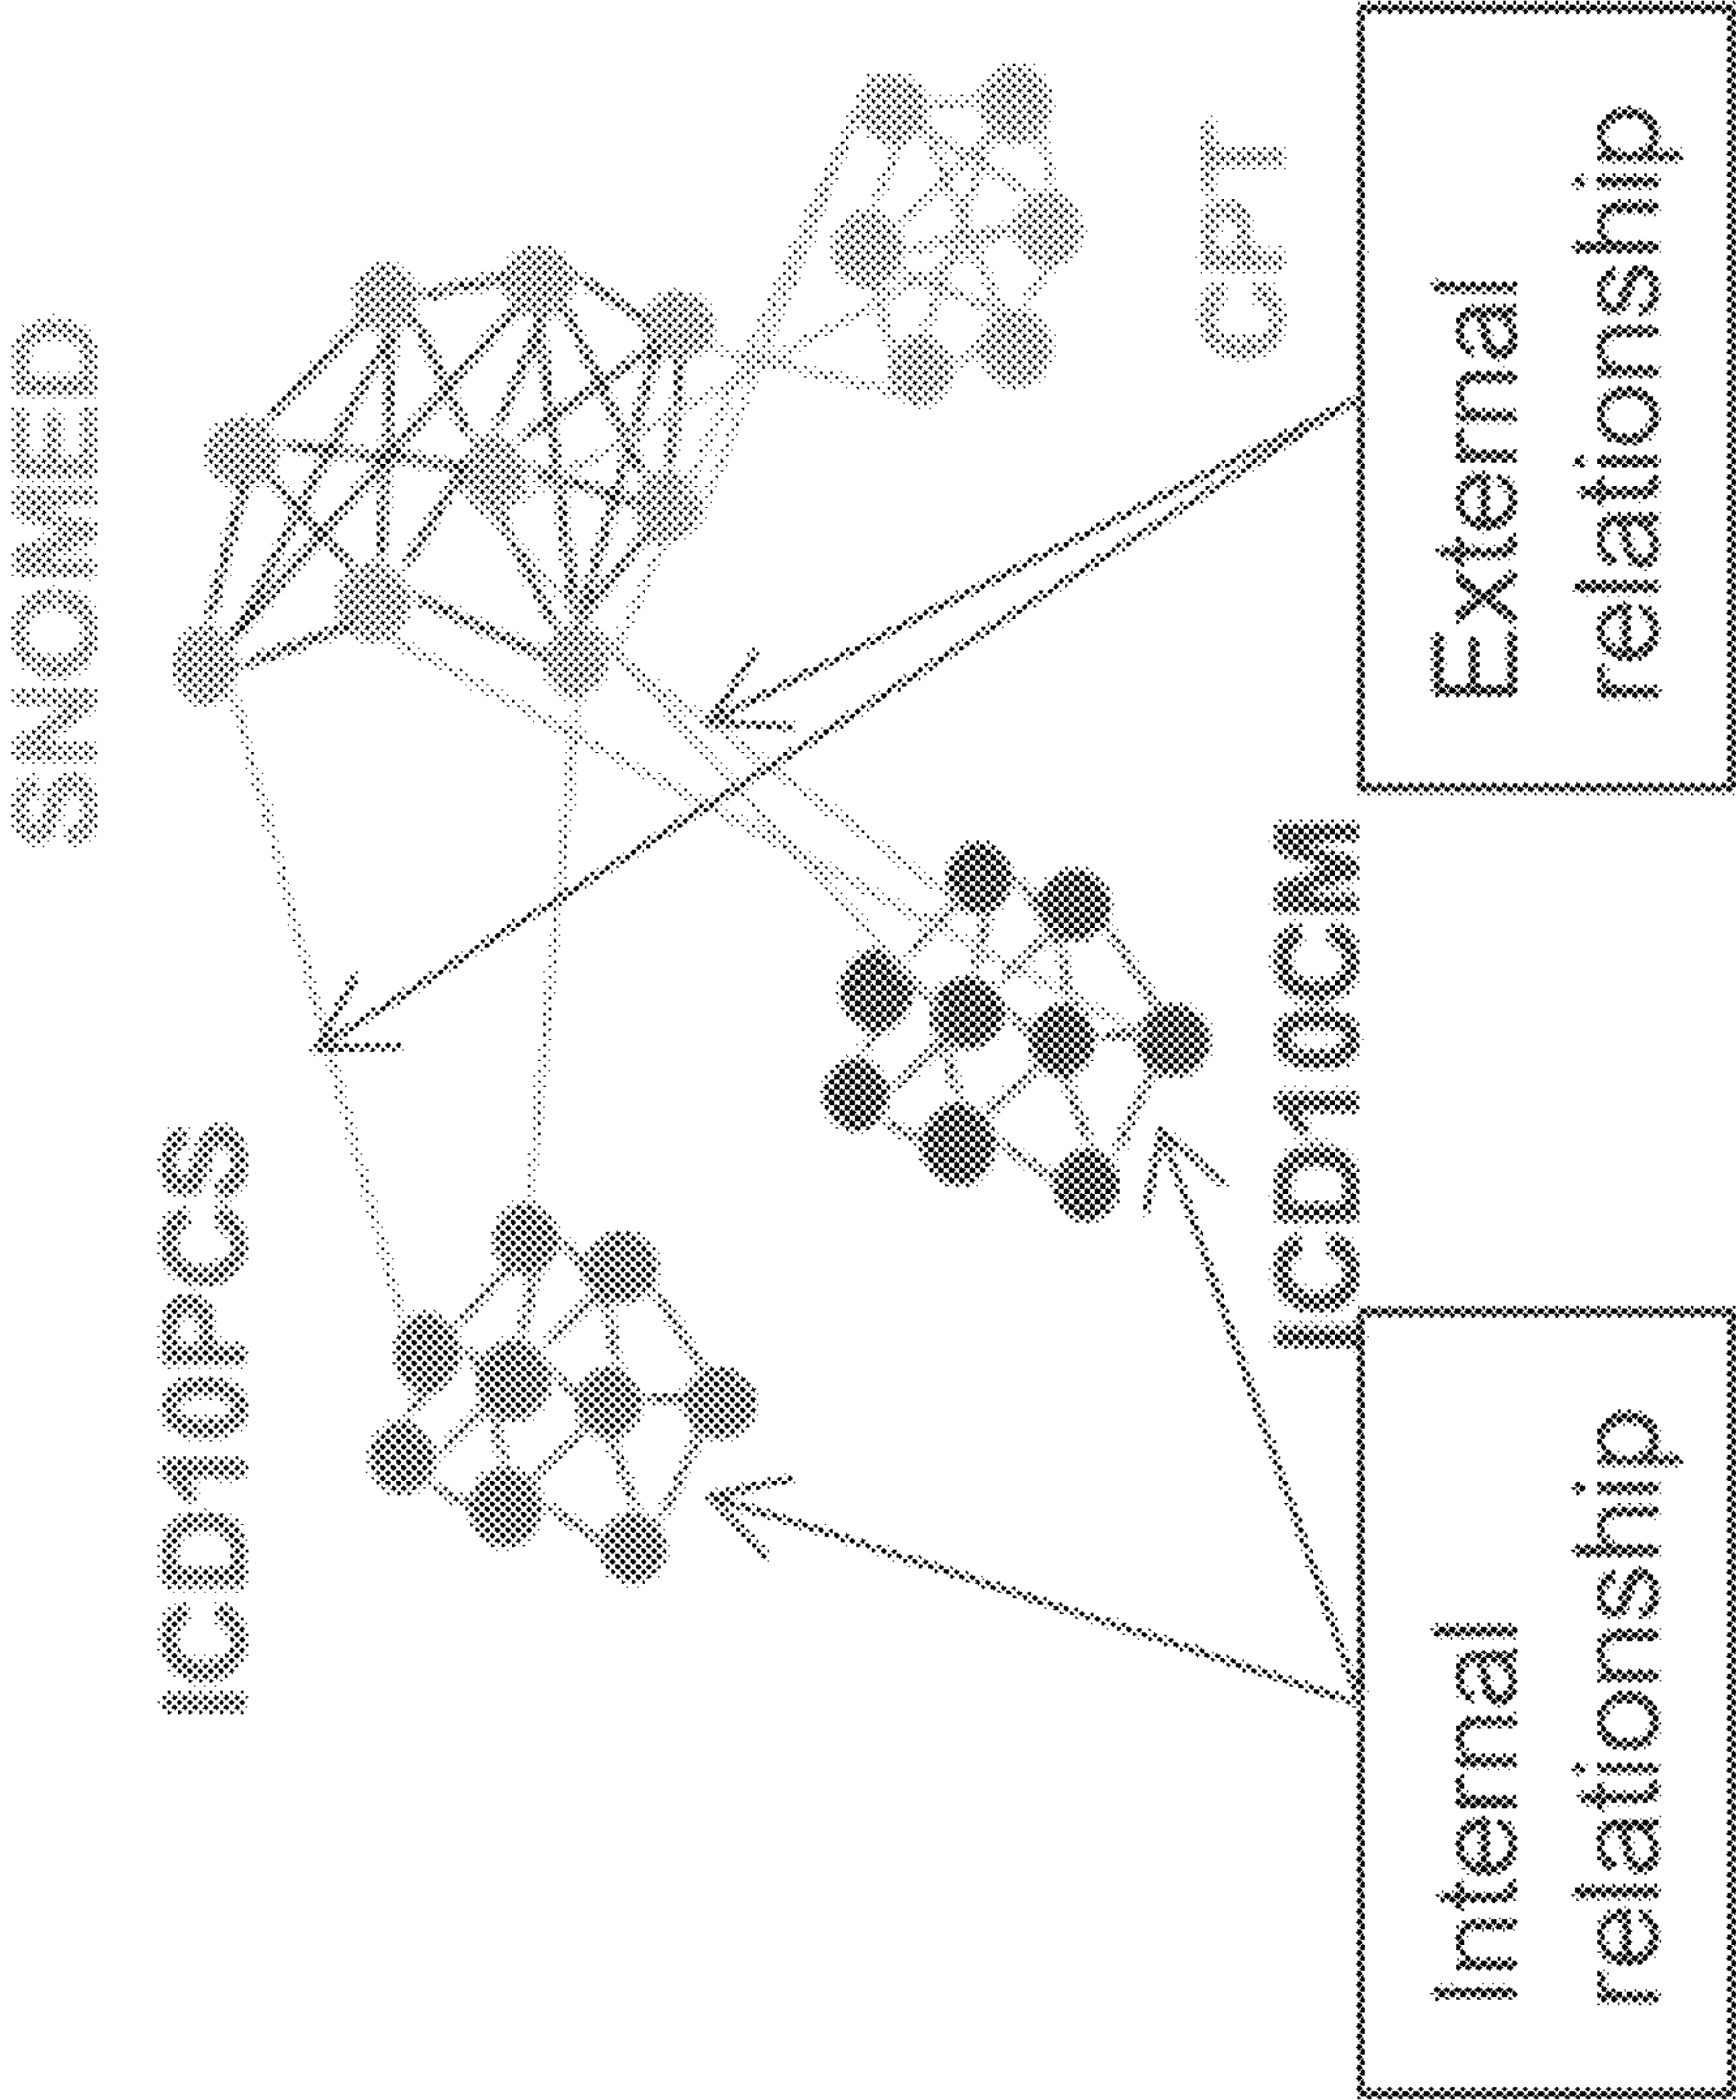 SNOMED
ICD10PCS
CPT
ICD10CM
Internal
relationship
External
relationship